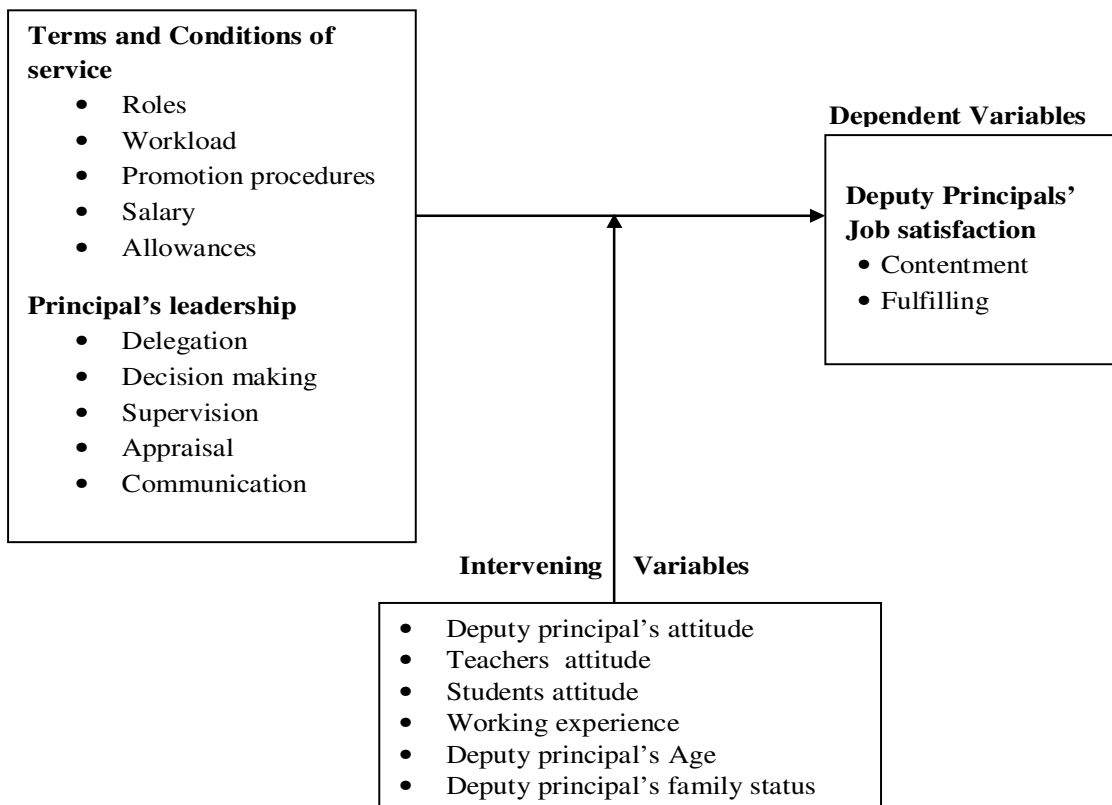 Terms and Conditions of
service
• Roles
• Workload
• Promotion procedures
• Salary
• Allowances
Principal's leadership
• Delegation
• Decision making
• Supervision
• Appraisal
• Communication
Dependent Variables
Deputy Principals'
Job satisfaction
• Contentment
• Fulfilling
Intervening Variables
• Deputy principal's attitude
• Teachers attitude
• Students attitude
• Working experience
• Deputy principal's Age
• Deputy principal's family status